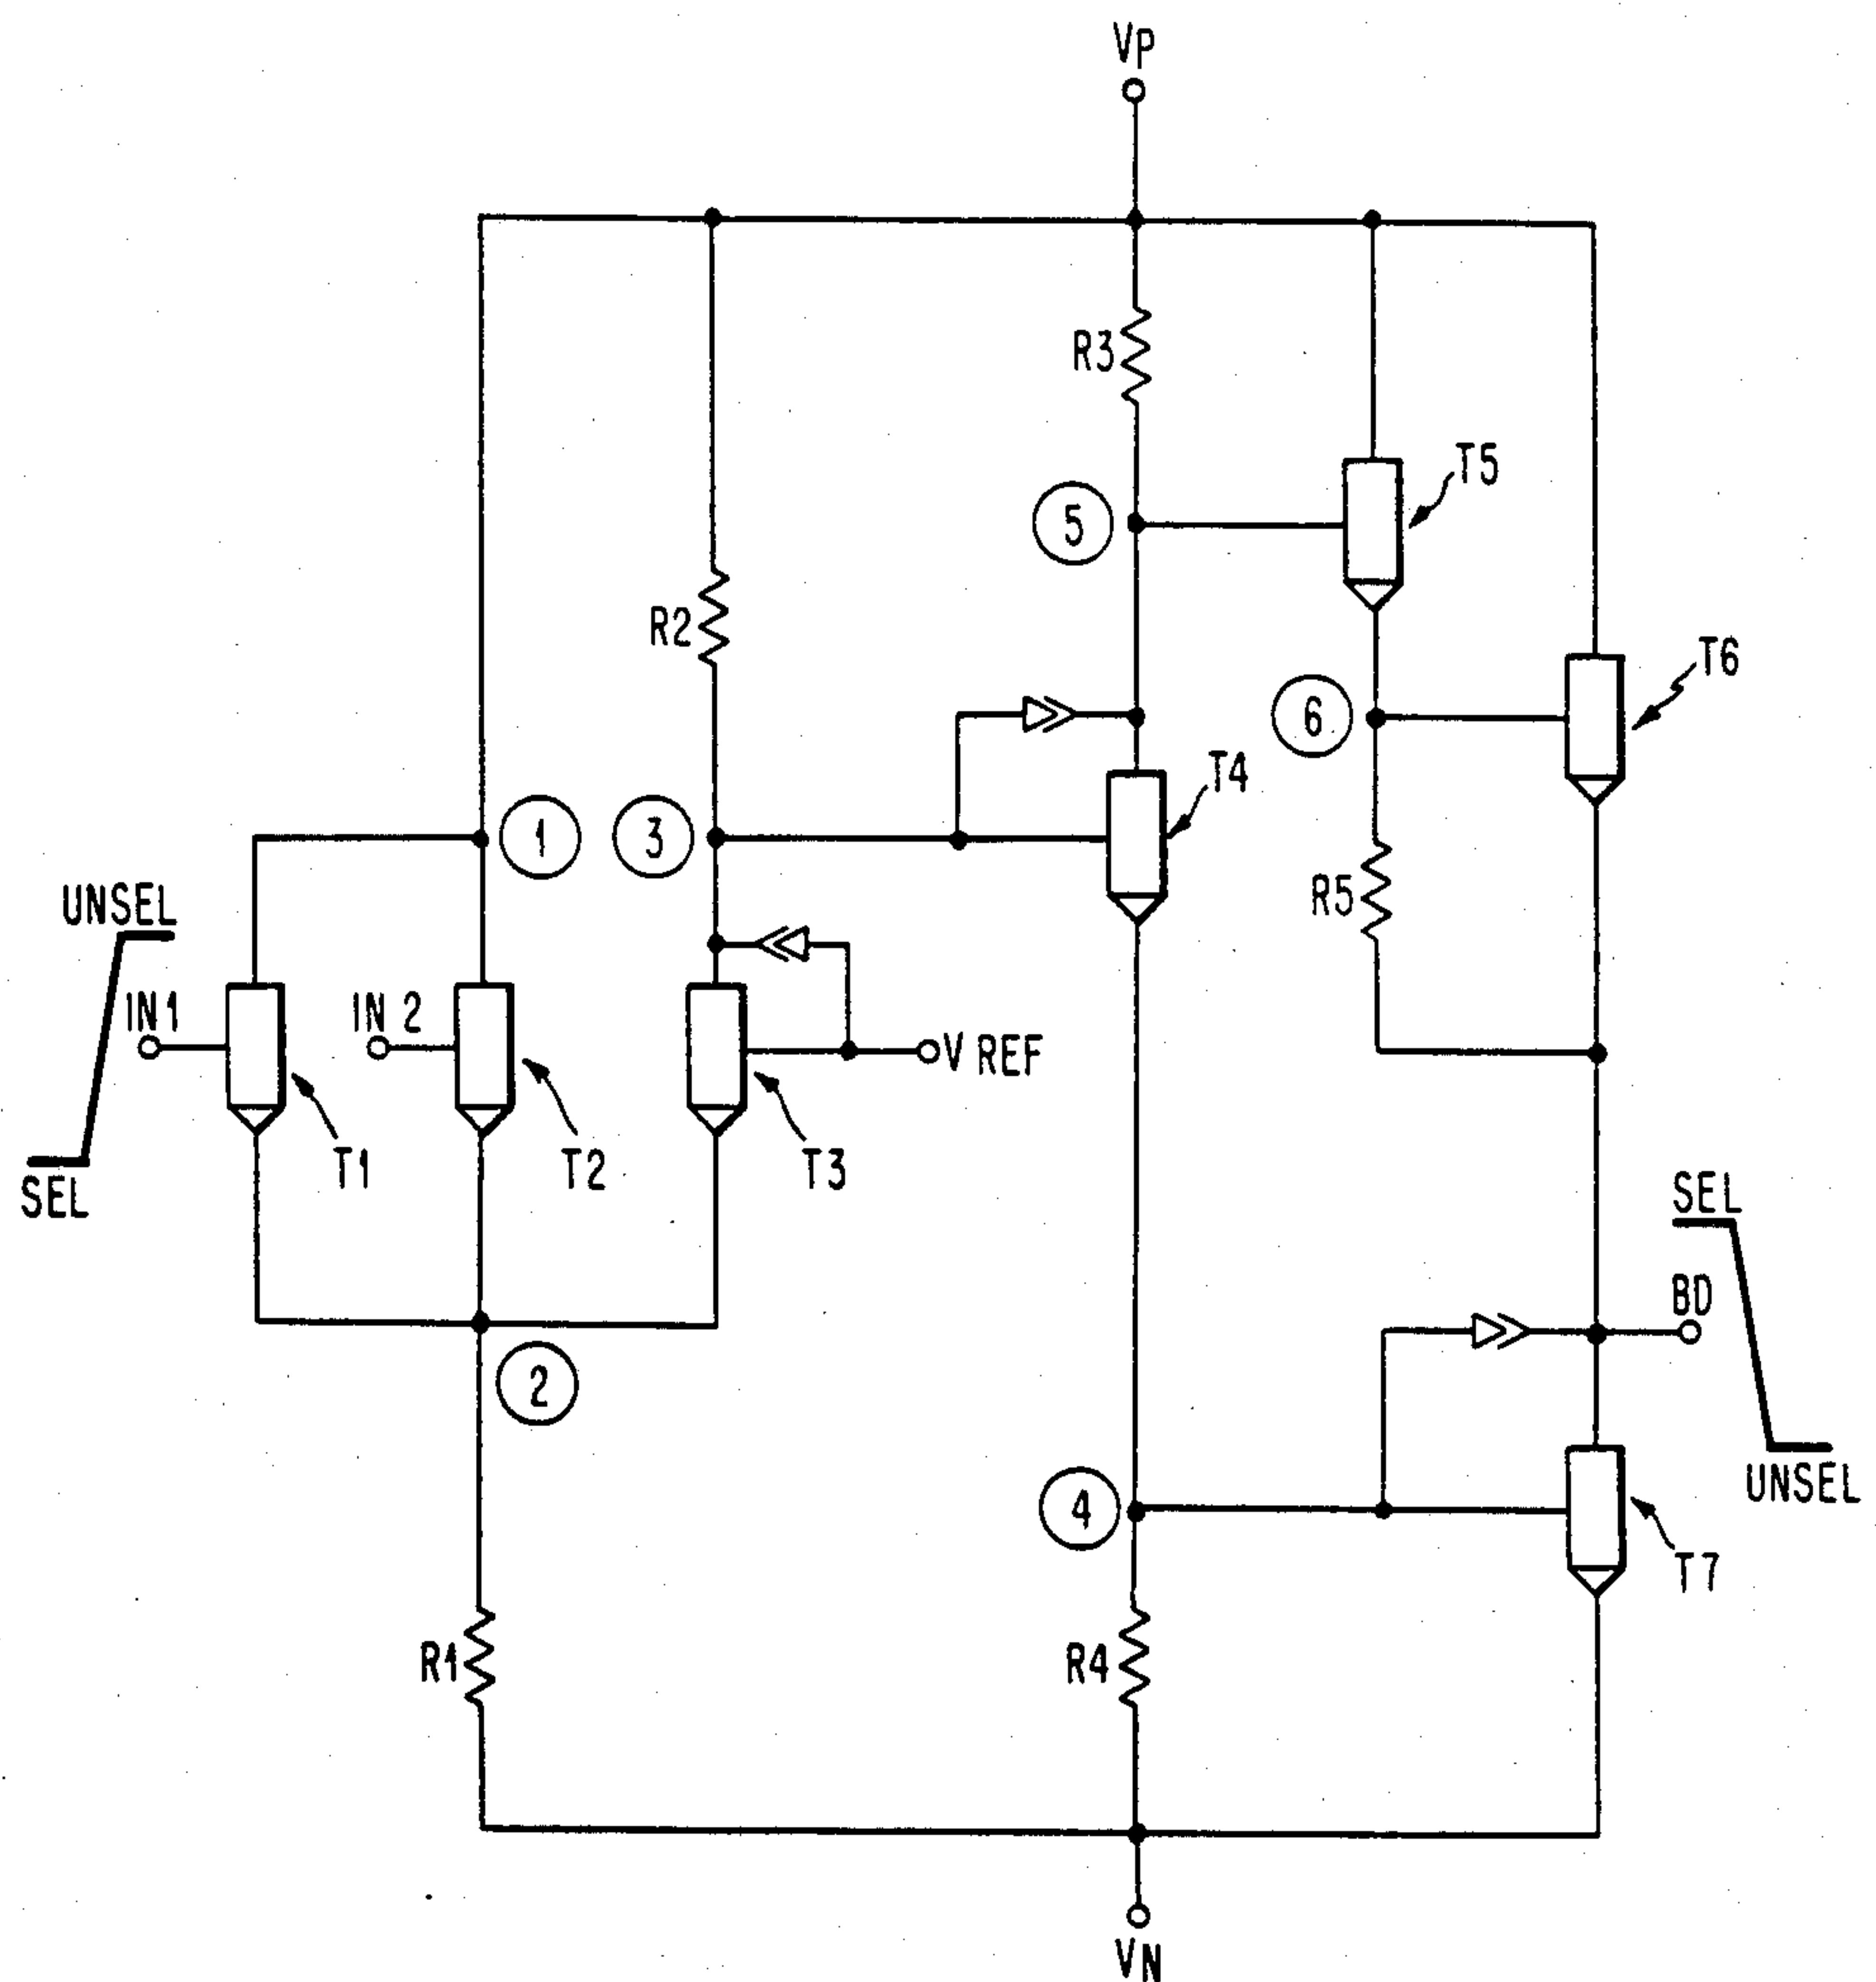 VP
R3
T5
5
R2
T6
6
T4
1
3
R5
UNSEL
IN1
IN 2
V REF
T1
T2
T3
SEL
SEL
BD
2
4
UNSEL
T7
R1
R4
VN